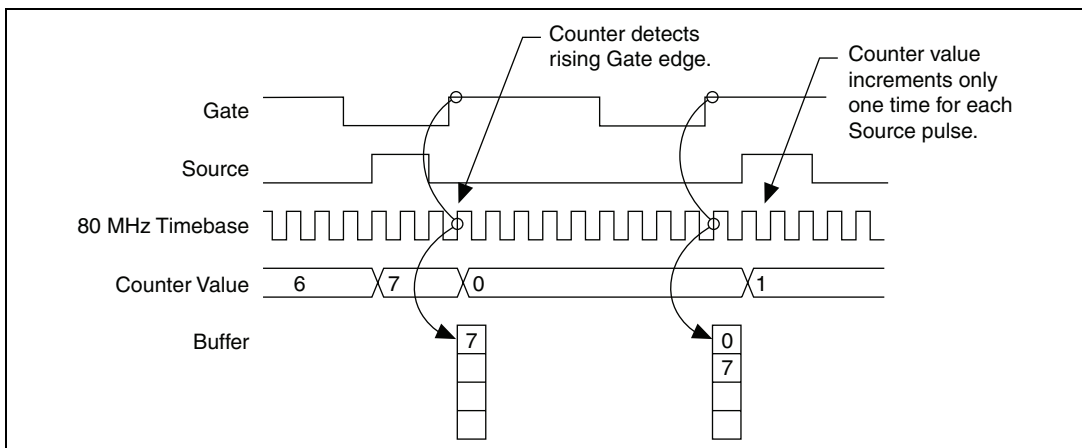 Counter detects
rising Gate edge.
Counter value
increments only
one time for each
Source pulse.
Gate
Source
80 MHz Timebase
Counter Value
6
7
0
1
Buffer
7
0
7